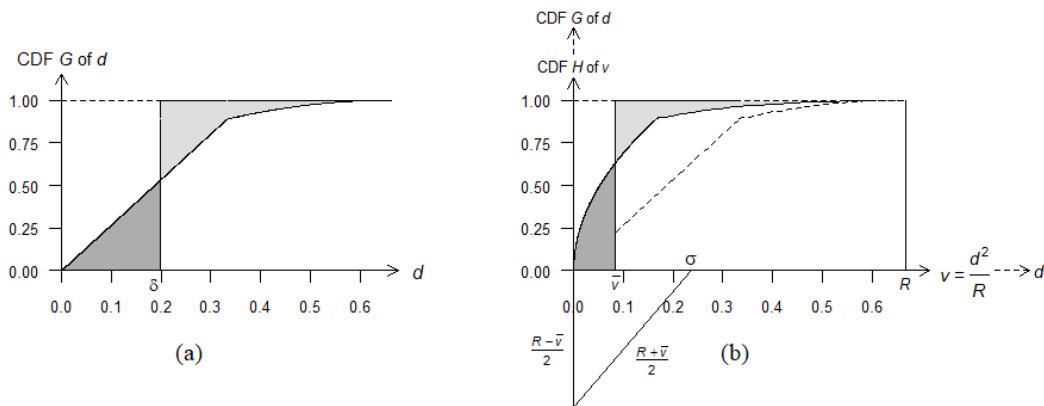 CDF G of d
1.00
0.75
0.50
0.25
0.00
d
δ
0.0 0.1 0.2 0.3 0.4 0.5 0.6
(a)
CDF G of d
CDF H of v
1.00
0.75
0.50
0.25
0.00
v̅
σ
R
v = d²/R
d
0.0 0.1 0.2 0.3 0.4 0.5 0.6
R − v̅ / 2
R + v̅ / 2
(b)